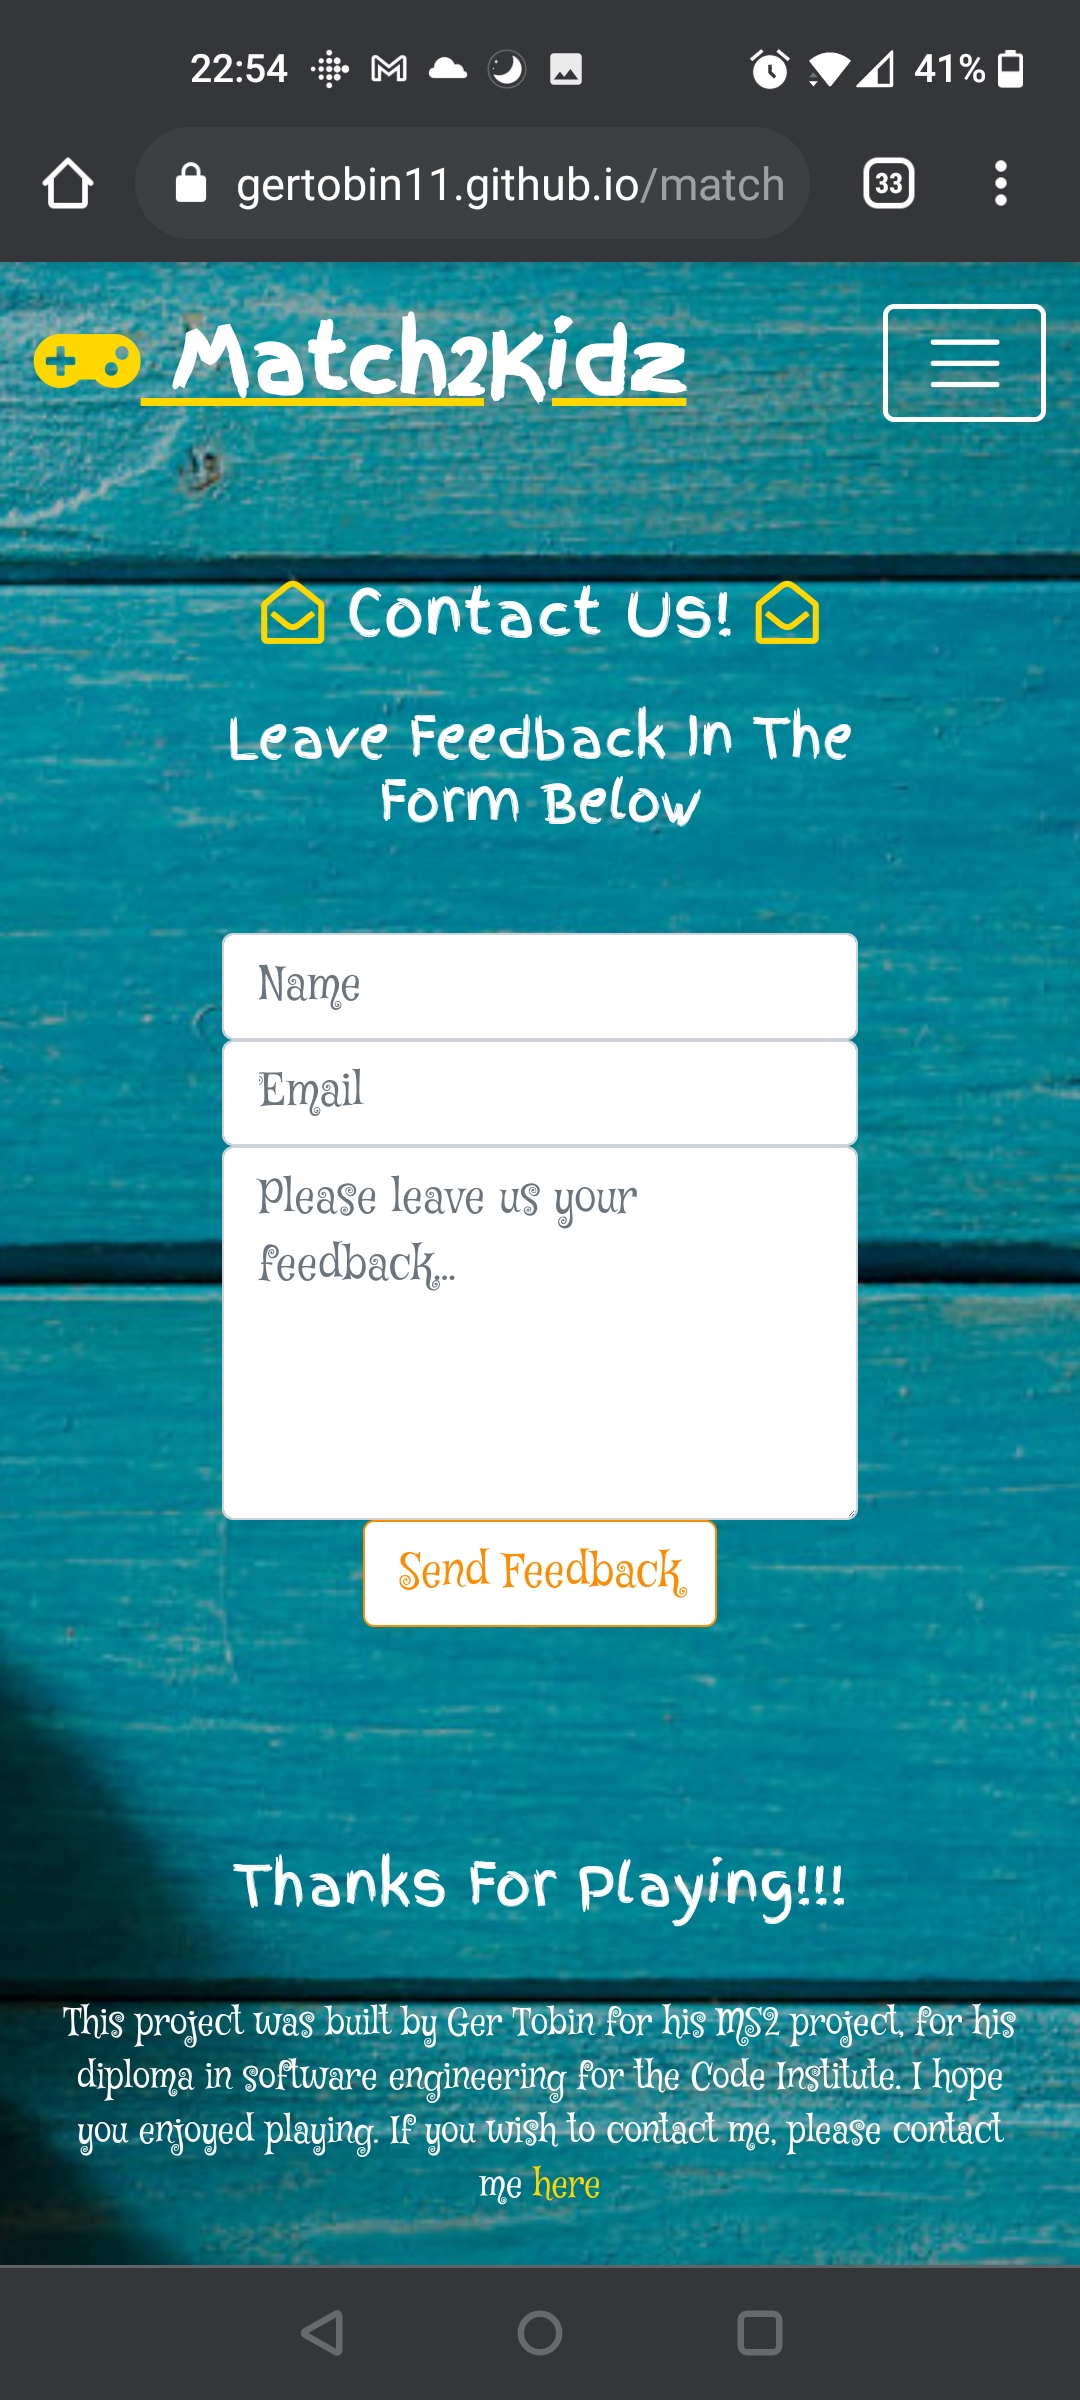 22:54
41%
gertobin11.github.io/match
33
Match2Kidz
Contact Us!
Leave Feedback In The
Form Below
Name
Email
Please leave us your
feedback...
Send Feedback
Thanks For Playing!!!
This project was built by Ger Tobin for his MS2 project, for his
diploma in software engineering for the Code Institute. I hope
you enjoyed playing. If you wish to contact me, please contact
me here